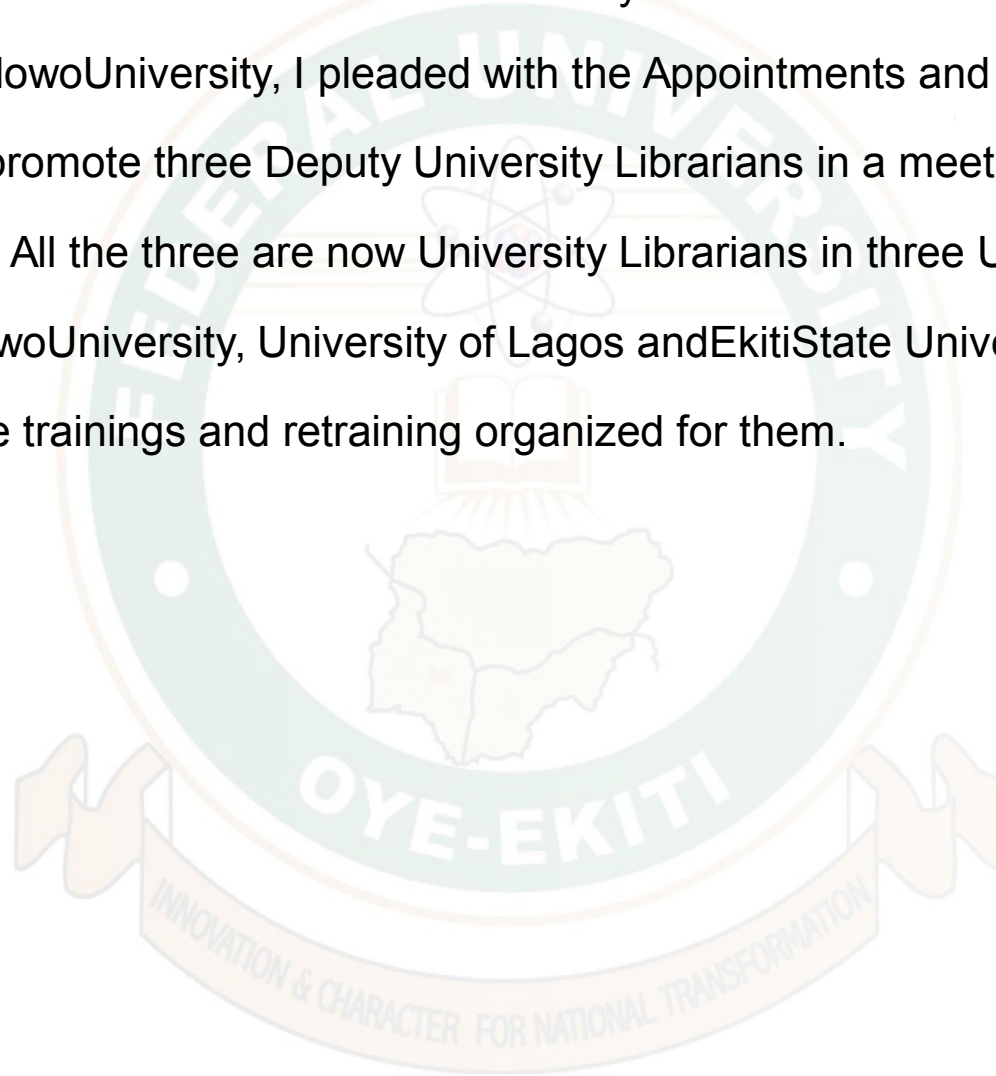 lowoUniversity, I pleaded with the Appointments and
promote three Deputy University Librarians in a meet
All the three are now University Librarians in three U
woUniversity, University of Lagos andEkitiState Unive
e trainings and retraining organized for them.
FEDERAL UNIVERSITY
OYE-EKITI
INNOVATION & CHARACTER FOR NATIONAL TRANSFORMATION